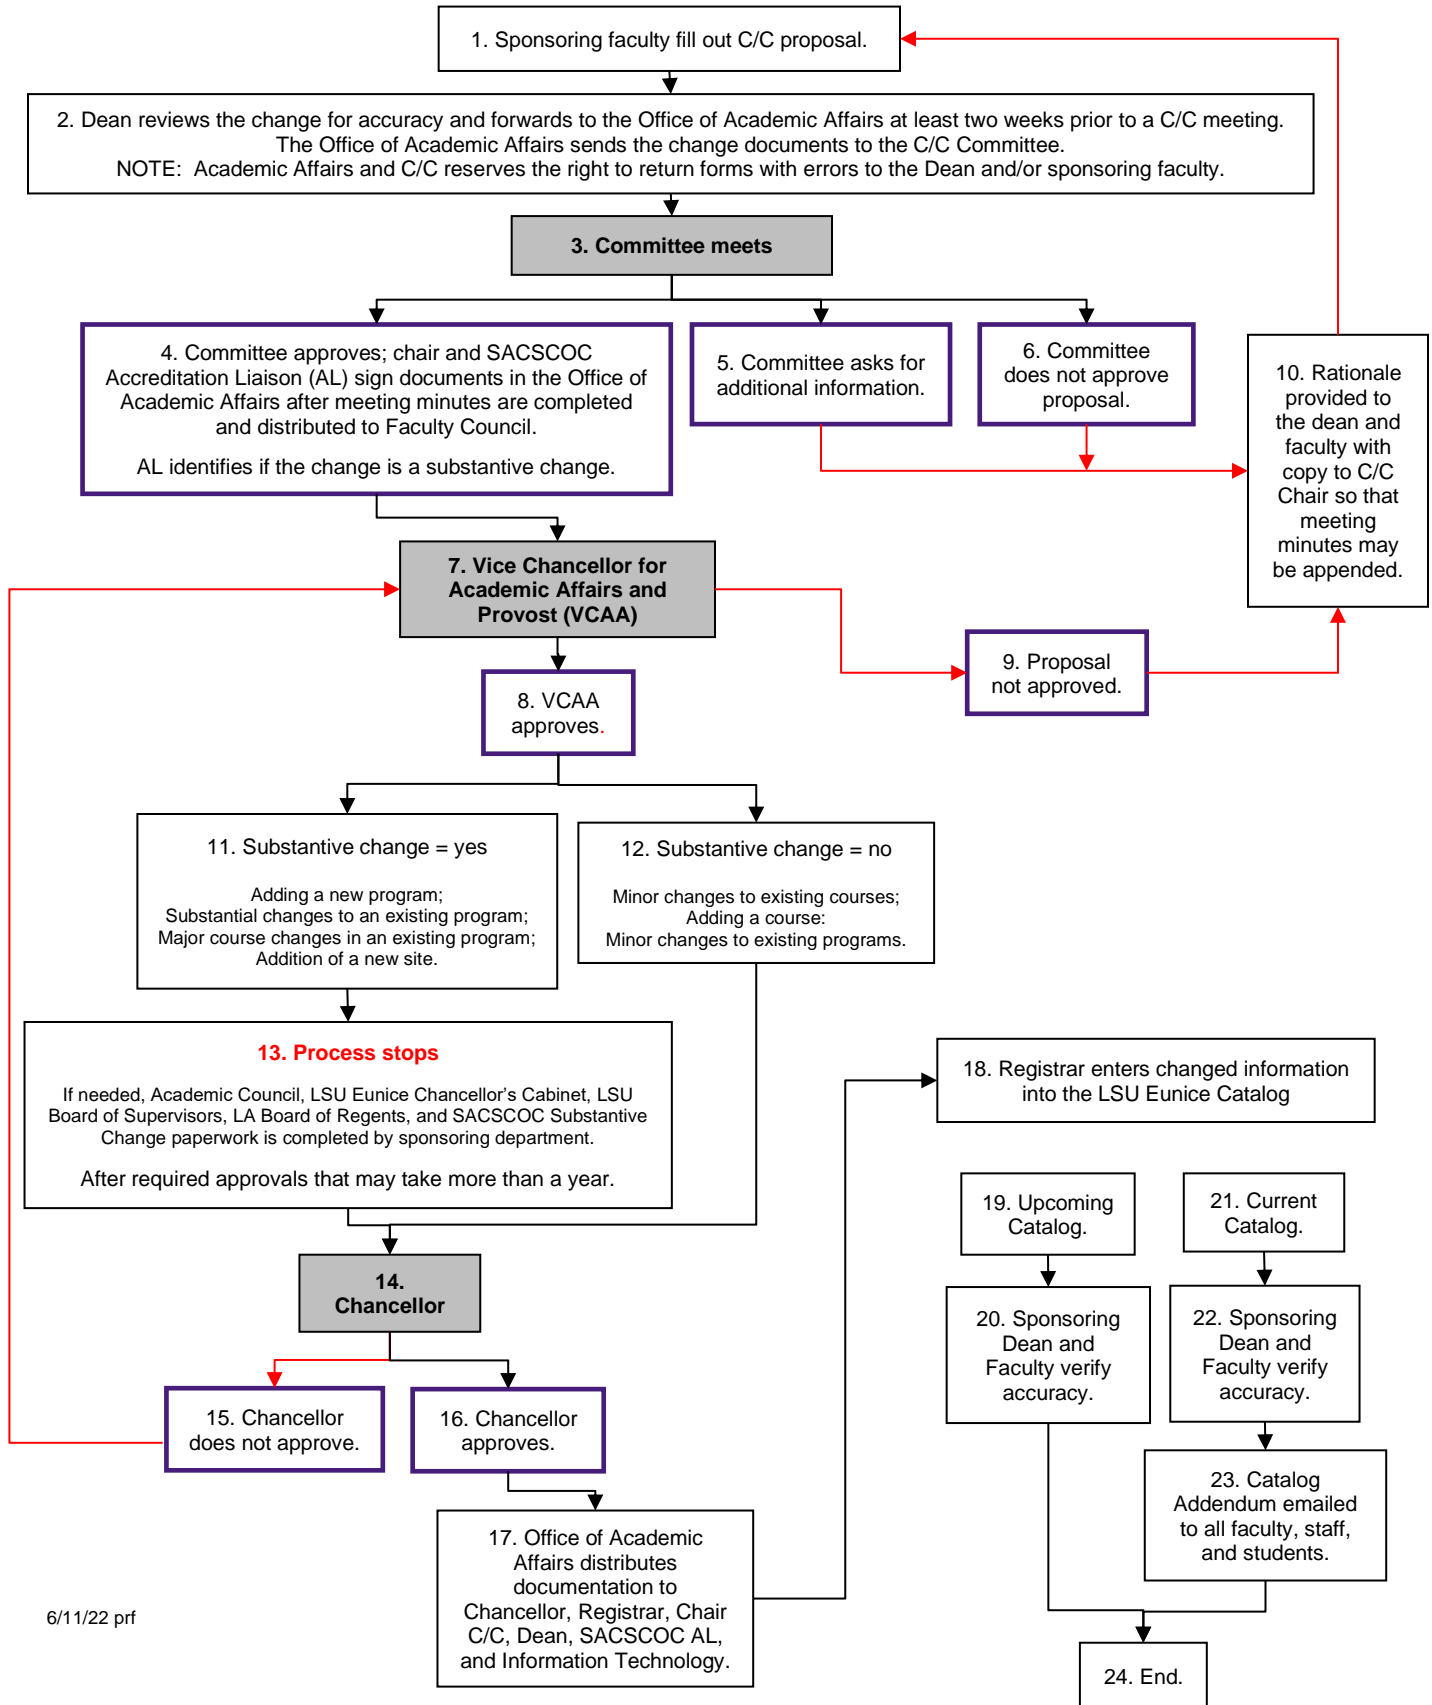 1. Sponsoring faculty fill out C/C proposal.
2. Dean reviews the change for accuracy and forwards to the Office of Academic Affairs at least two weeks prior to a C/C meeting.
The Office of Academic Affairs sends the change documents to the C/C Committee.
NOTE:  Academic Affairs and C/C reserves the right to return forms with errors to the Dean and/or sponsoring faculty.
3. Committee meets
4. Committee approves; chair and SACSCOC
Accreditation Liaison (AL) sign documents in the Office of
Academic Affairs after meeting minutes are completed
and distributed to Faculty Council.
AL identifies if the change is a substantive change.
5. Committee asks for
additional information.
6. Committee
does not approve
proposal.
10. Rationale
provided to
the dean and
faculty with
copy to C/C
Chair so that
meeting
minutes may
be appended.
7. Vice Chancellor for
Academic Affairs and
Provost (VCAA)
8. VCAA
approves.
9. Proposal
not approved.
11. Substantive change = yes
Adding a new program;
Substantial changes to an existing program;
Major course changes in an existing program;
Addition of a new site.
12. Substantive change = no
Minor changes to existing courses;
Adding a course:
Minor changes to existing programs.
13. Process stops
If needed, Academic Council, LSU Eunice Chancellor’s Cabinet, LSU
Board of Supervisors, LA Board of Regents, and SACSCOC Substantive
Change paperwork is completed by sponsoring department.
After required approvals that may take more than a year.
14.
Chancellor
15. Chancellor
does not approve.
16. Chancellor
approves.
17. Office of Academic
Affairs distributes
documentation to
Chancellor, Registrar, Chair
C/C, Dean, SACSCOC AL,
and Information Technology.
18. Registrar enters changed information
into the LSU Eunice Catalog
19. Upcoming
Catalog.
20. Sponsoring
Dean and
Faculty verify
accuracy.
21. Current
Catalog.
22. Sponsoring
Dean and
Faculty verify
accuracy.
23. Catalog
Addendum emailed
to all faculty, staff,
and students.
24. End.
6/11/22 prf